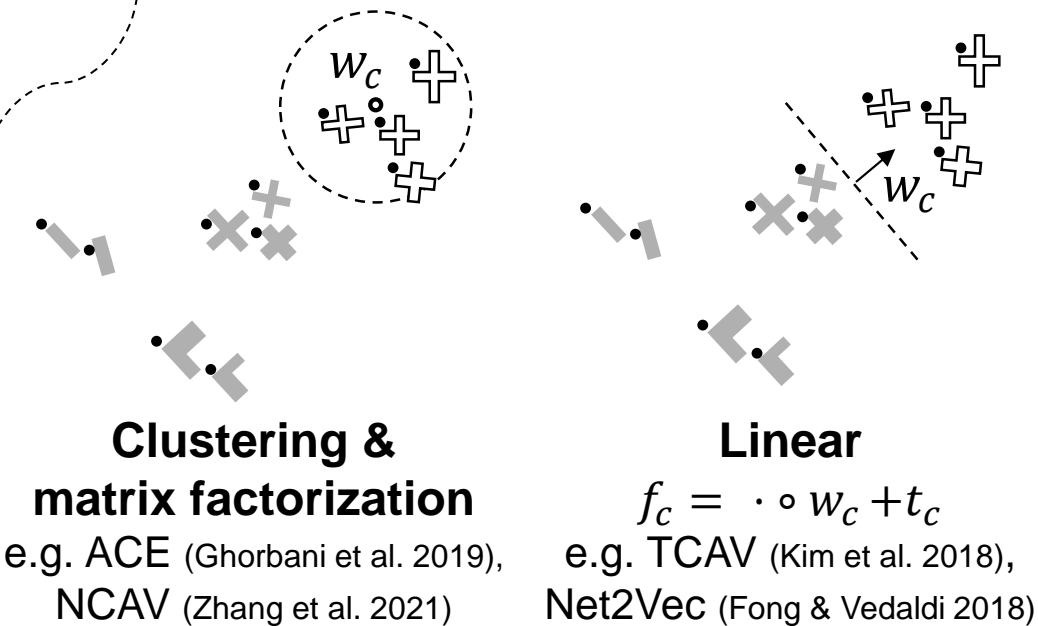 w_c
w_c
Clustering &
matrix factorization
e.g. ACE (Ghorbani et al. 2019),
NCAV (Zhang et al. 2021)
Linear
f_c = · ∘ w_c +t_c
e.g. TCAV (Kim et al. 2018),
Net2Vec (Fong & Vedaldi 2018)